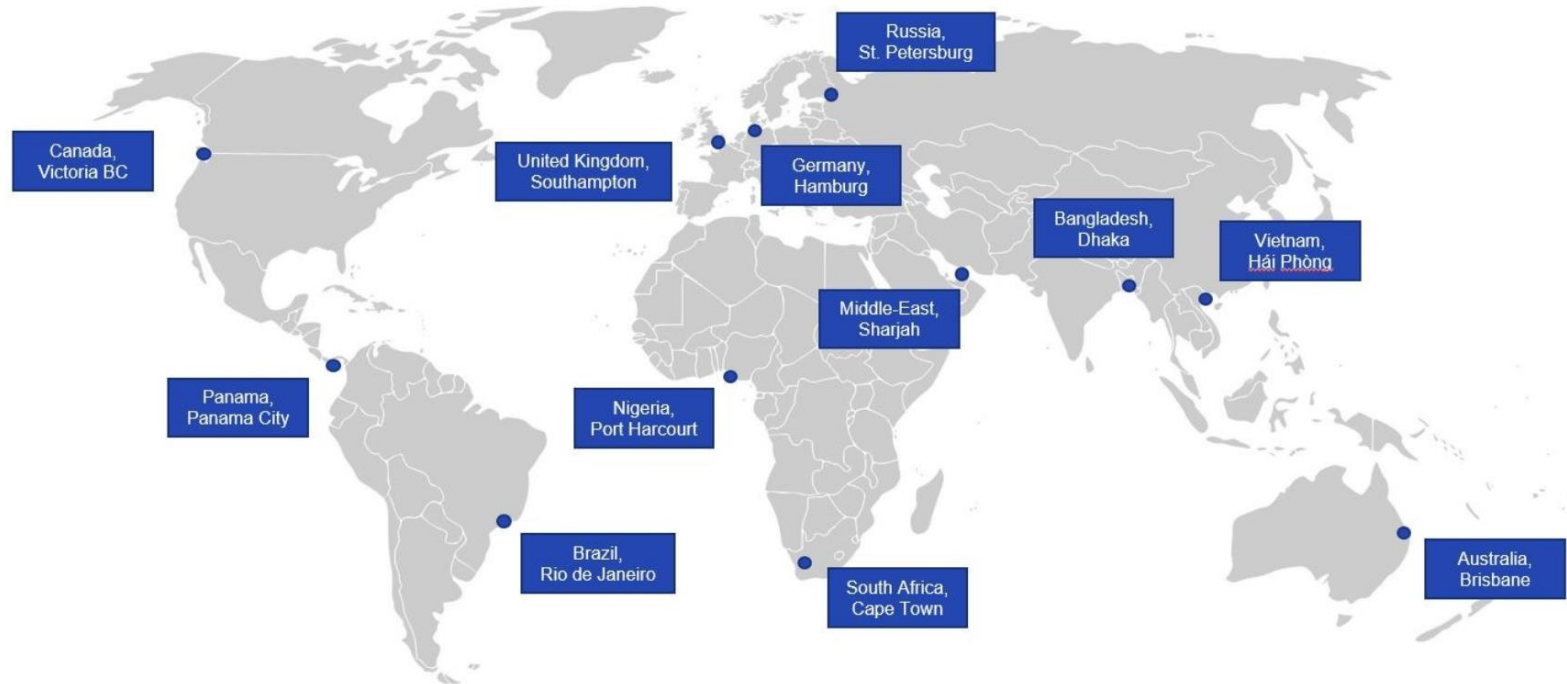 Russia,
St. Petersburg
Canada,
Victoria BC
United Kingdom,
Southampton
Germany,
Hamburg
Bangladesh,
Dhaka
Vietnam,
Hái Phòng
Middle-East,
Sharjah
Panama,
Panama City
Nigeria,
Port Harcourt
Brazil,
Rio de Janeiro
South Africa,
Cape Town
Australia,
Brisbane